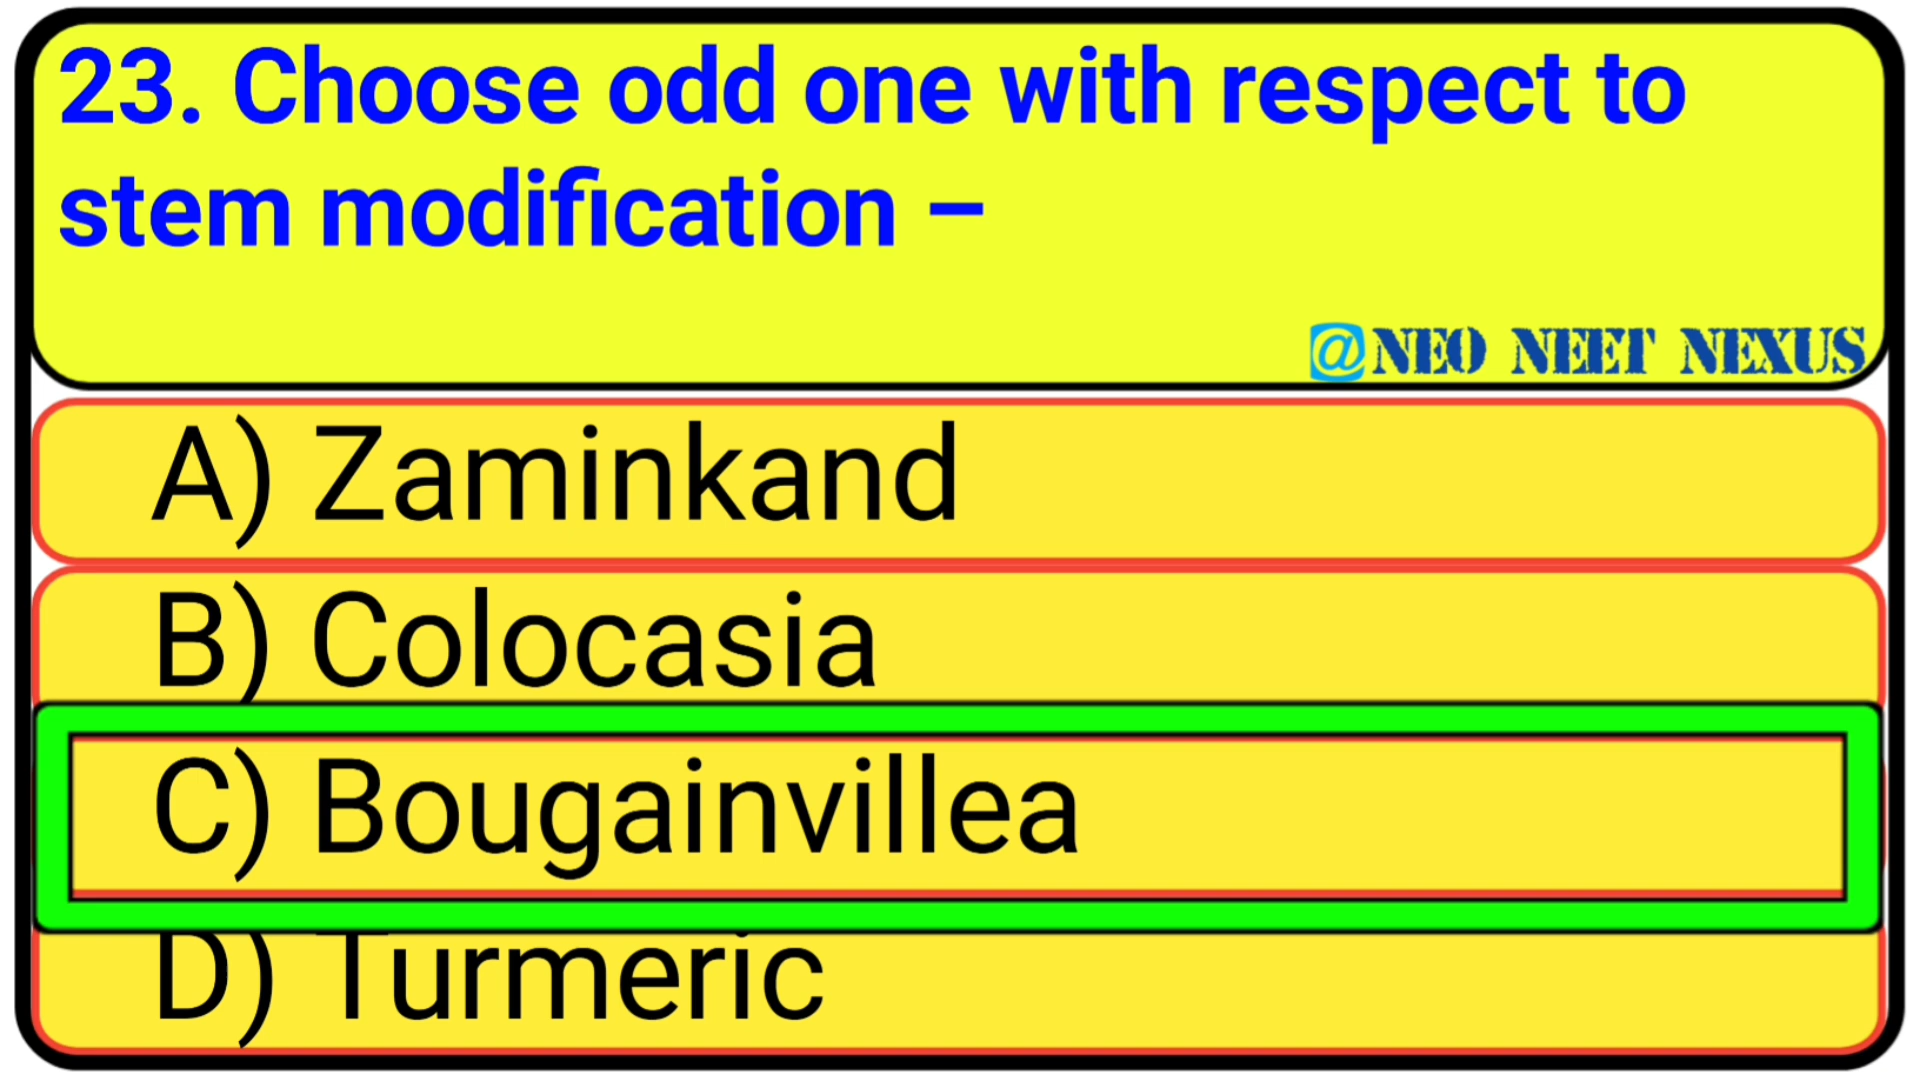 23. Choose odd one with respect to
stem modification –
@NEO NEET NEXUS
A) Zaminkand
B) Colocasia
C) Bougainvillea
D) Turmeric